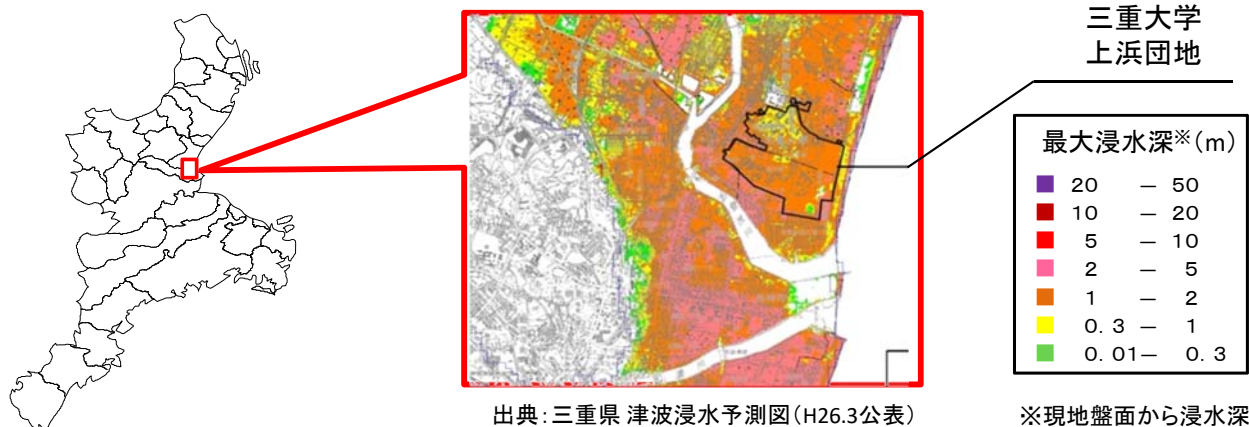 三重大学
上浜団地
最大浸水深※(m)
20 － 50
10 － 20
5 － 10
2 － 5
1 － 2
0.3 － 1
0.01－ 0.3
出典：三重県 津波浸水予測図（H26.3公表）
※現地盤面から浸水深